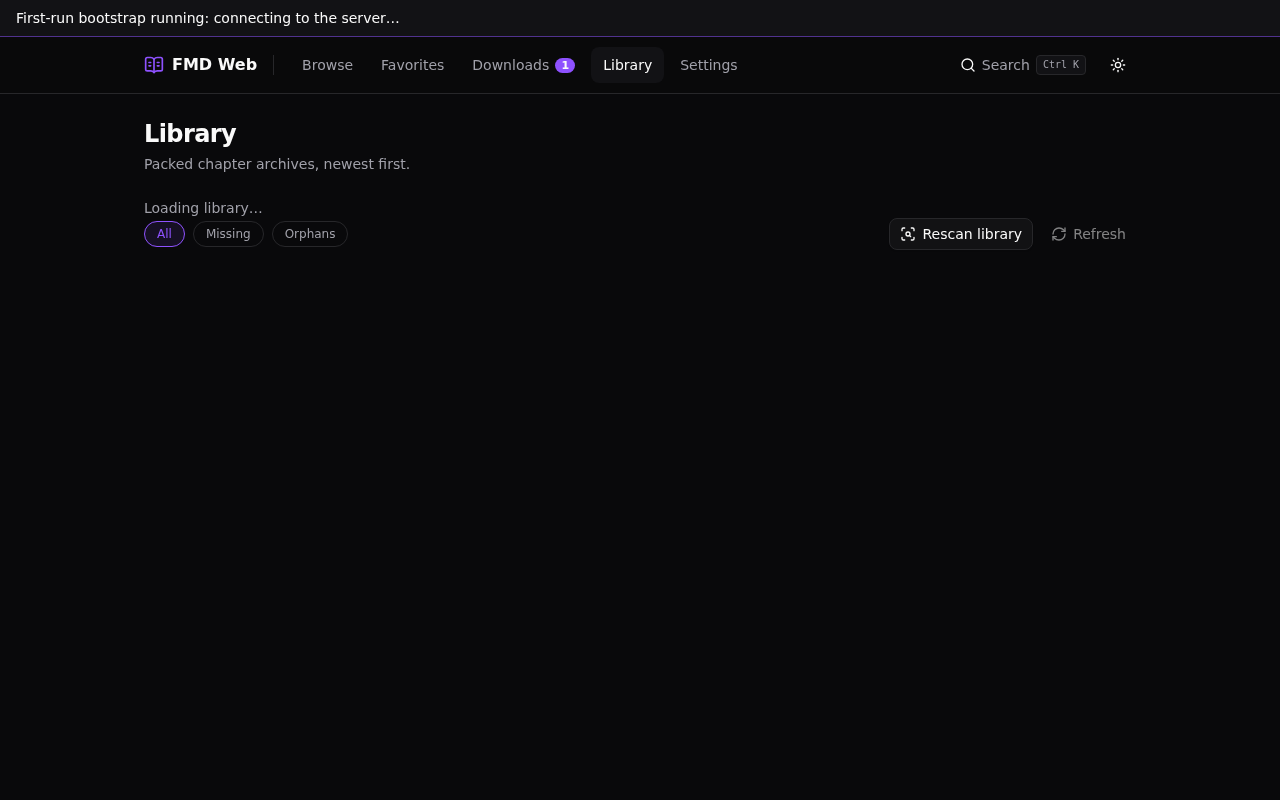 First-run bootstrap running: connecting to the server…
FMD Web Browse Favorites Downloads 1 Library Settings Search Ctrl K
Library
Packed chapter archives, newest first.
Loading library…
All Missing Orphans Rescan library Refresh